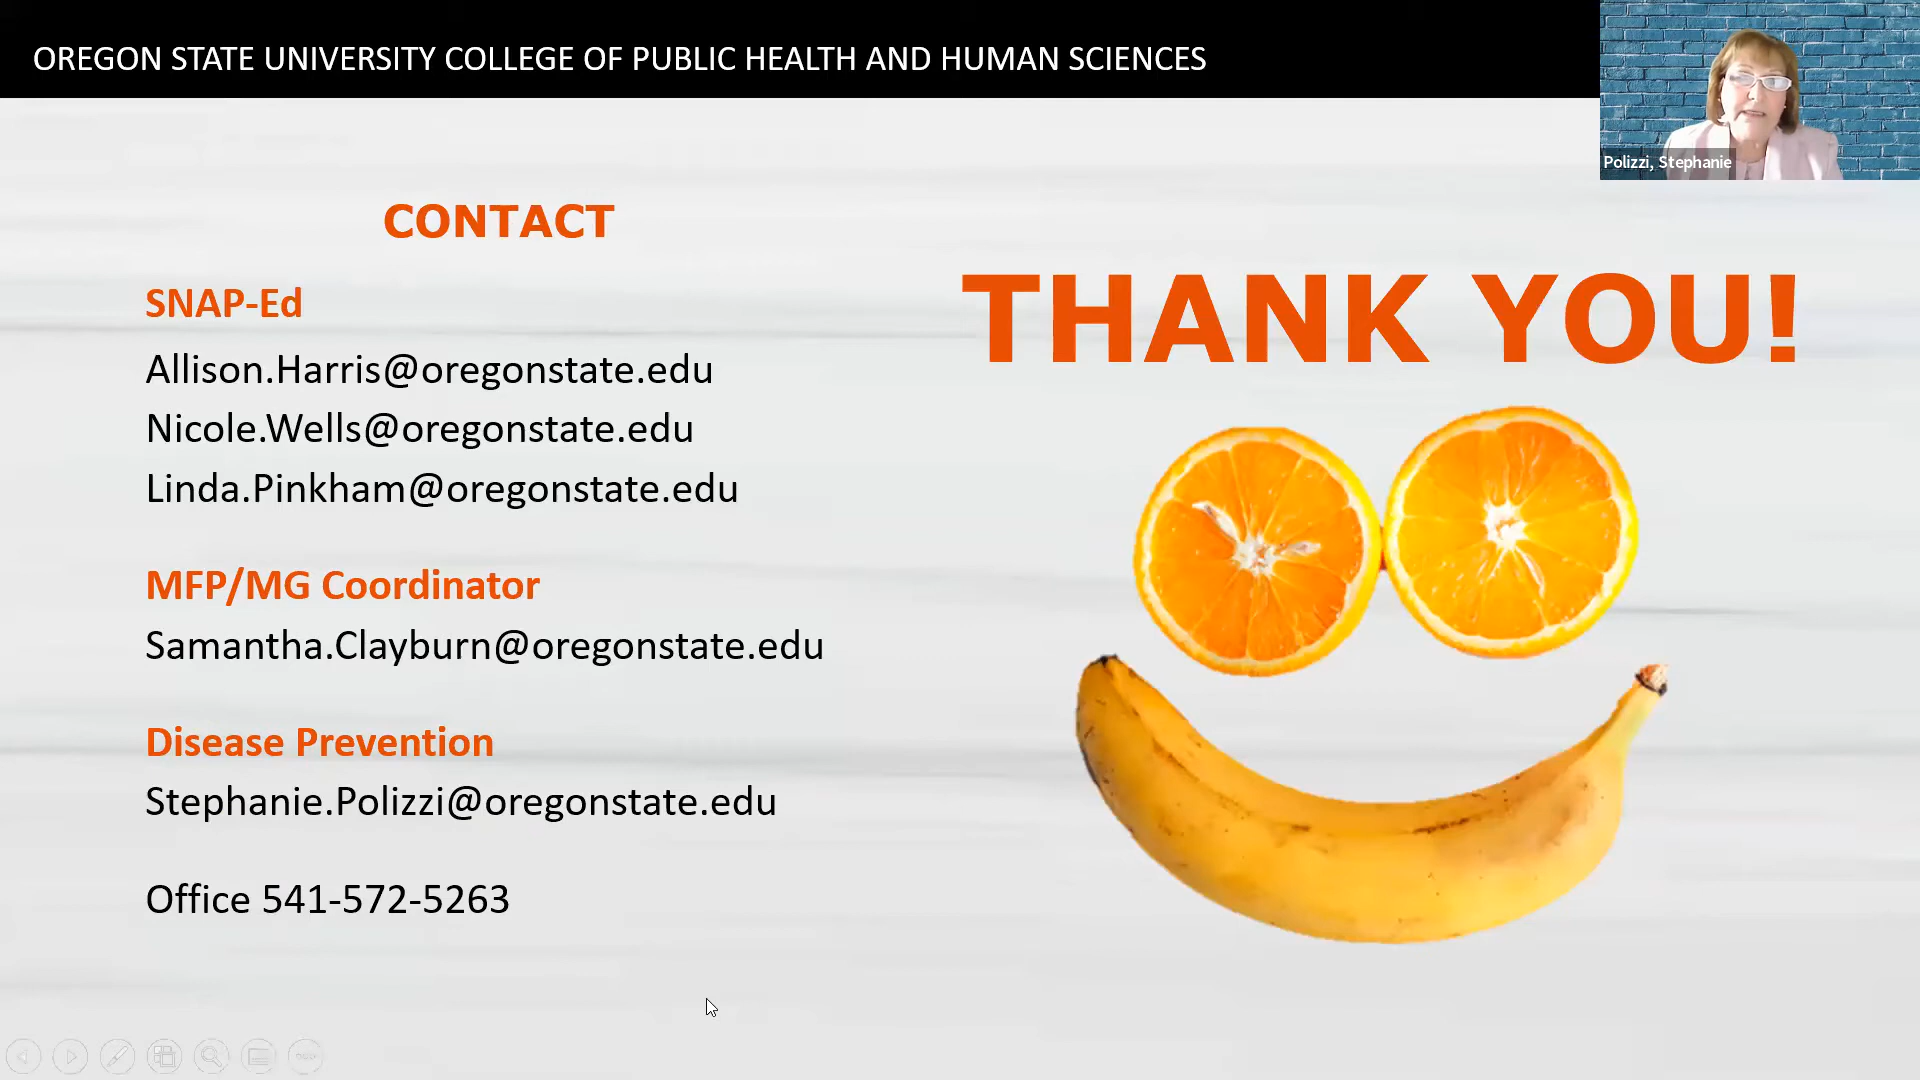 OREGON STATE UNIVERSITY COLLEGE OF PUBLIC HEALTH AND HUMAN SCIENCES
Polizzi, Stephanie
CONTACT
SNAP-Ed
Allison.Harris@oregonstate.edu
Nicole.Wells@oregonstate.edu
Linda.Pinkham@oregonstate.edu
MFP/MG Coordinator
Samantha.Clayburn@oregonstate.edu
Disease Prevention
Stephanie.Polizzi@oregonstate.edu
Office 541-572-5263
THANK YOU!